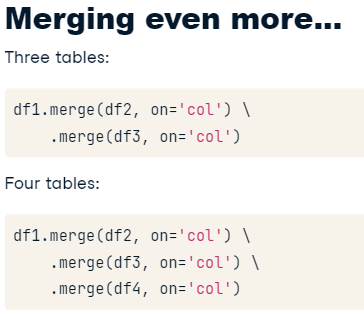 Merging even more...
Three tables:
df1.merge(df2, on='col') \
    .merge(df3, on='col')
Four tables:
df1.merge(df2, on='col') \
    .merge(df3, on='col') \
    .merge(df4, on='col')